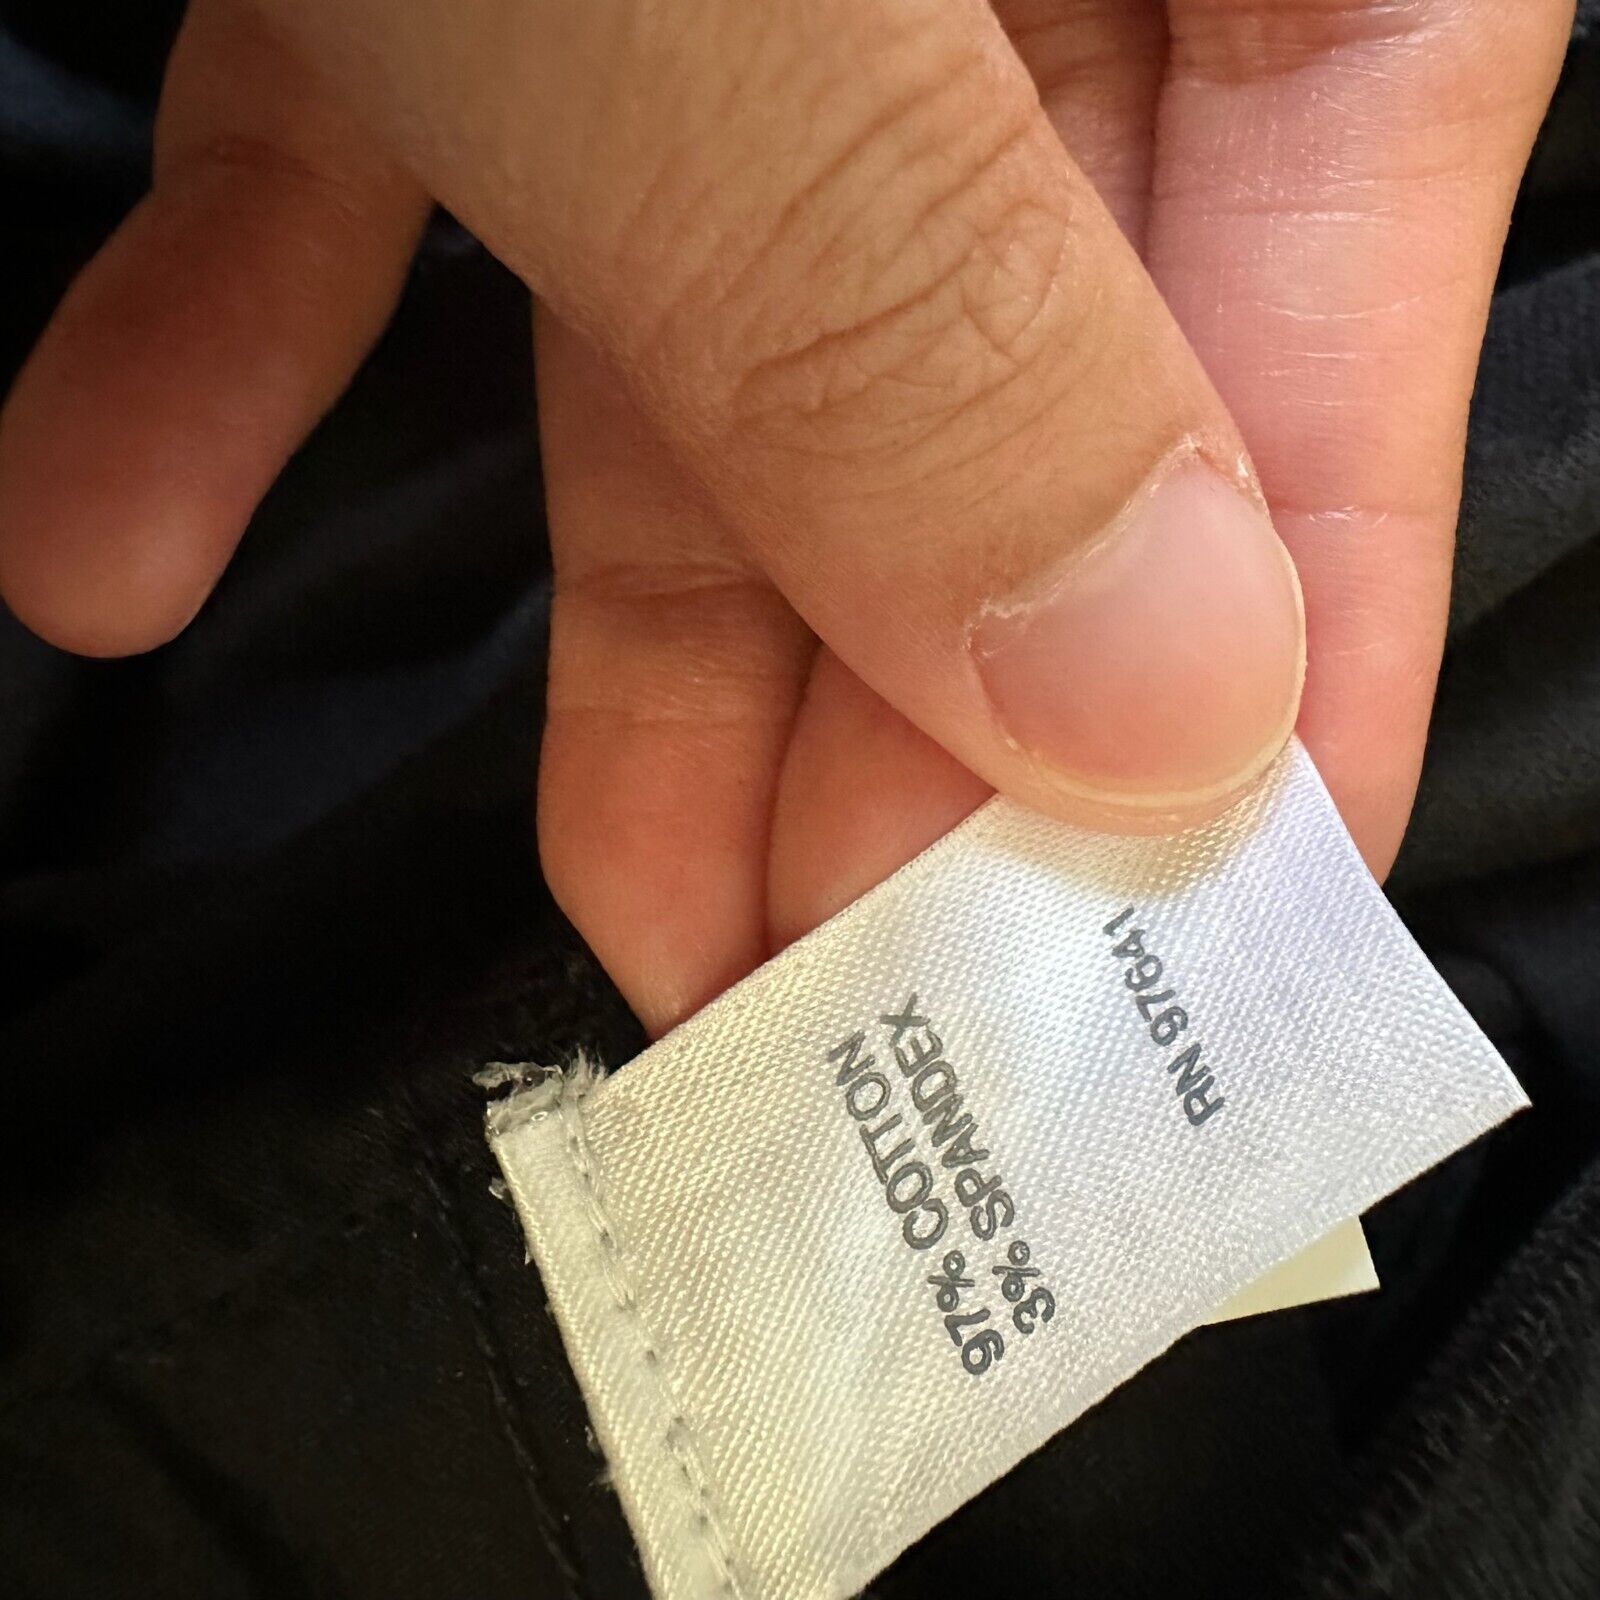 97% COTTON
3% SPANDEX
RN 97641